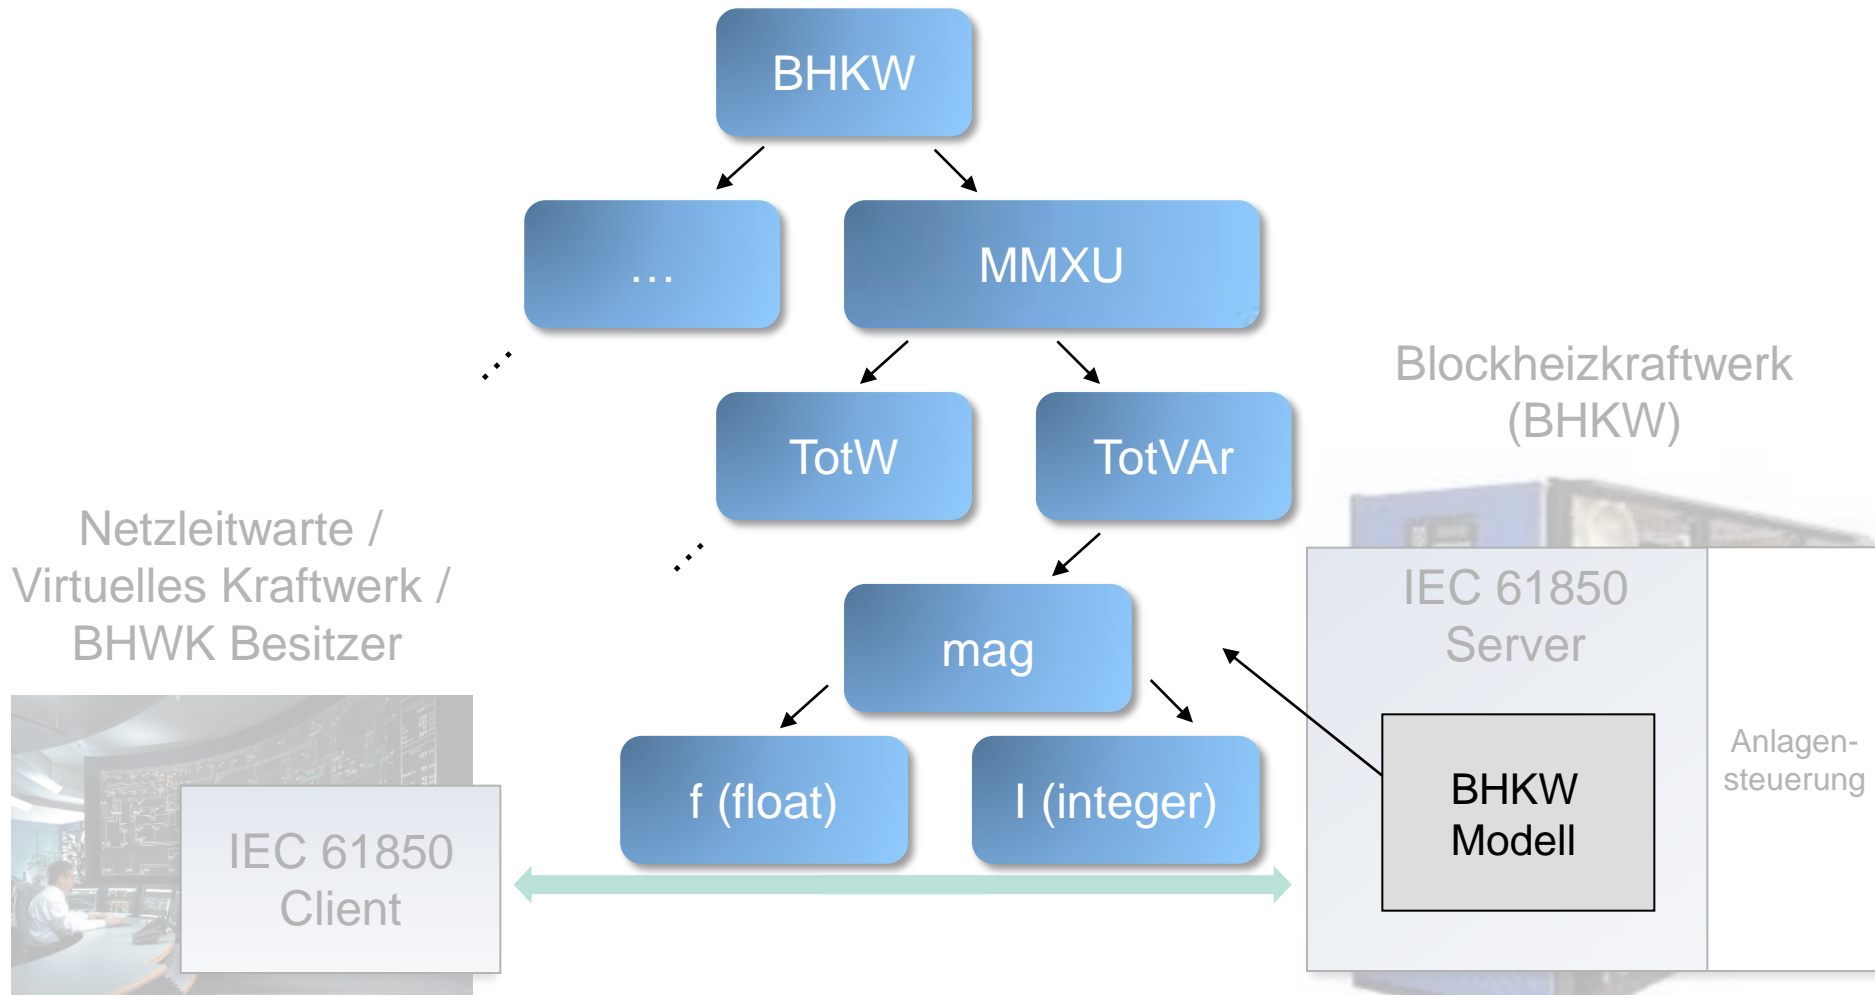 BHKW
...
MMXU
TotW
TotVAr
mag
f (float)
I (integer)
Netzleitwarte /
Virtuelles Kraftwerk /
BHWK Besitzer
IEC 61850
Client
Blockheizkraftwerk
(BHKW)
IEC 61850
Server
BHKW
Modell
Anlagen-
steuerung